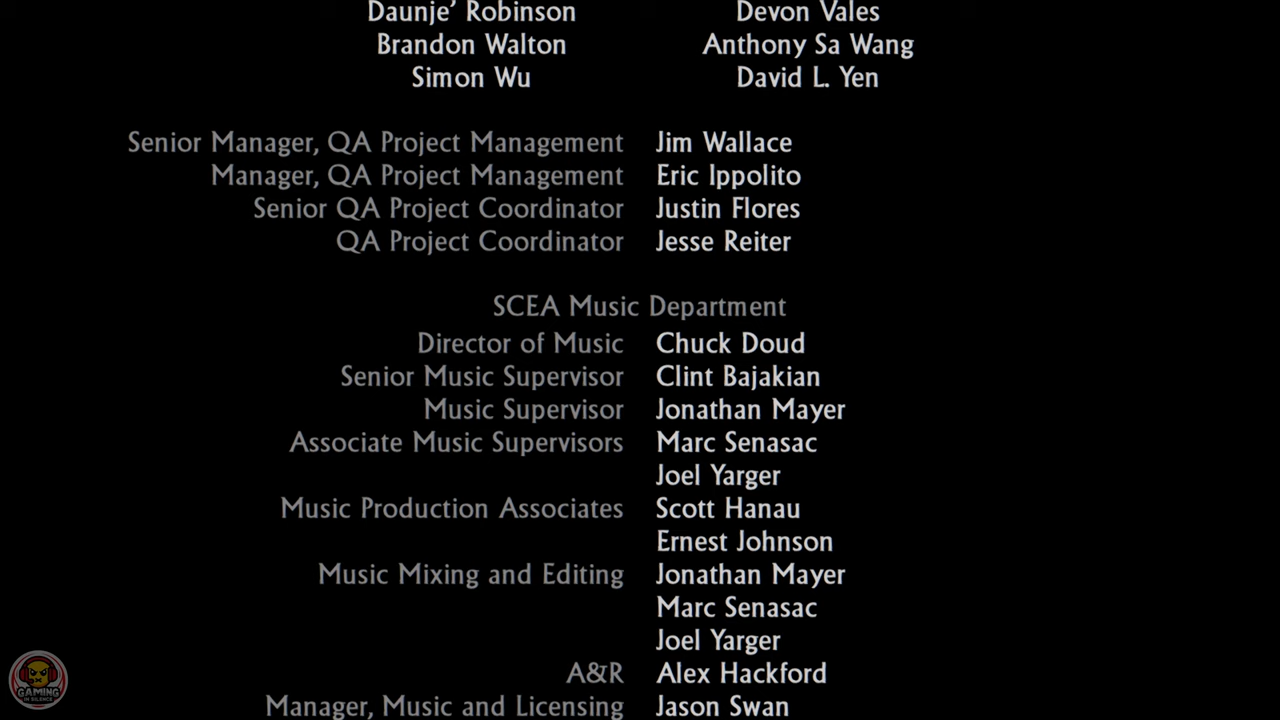 Daunje’ Robinson Devon Vales
Brandon Walton Anthony Sa Wang
Simon Wu David L. Yen
Senior Manager, QA Project Management Jim Wallace
Manager, QA Project Management Eric Ippolito
Senior QA Project Coordinator Justin Flores
QA Project Coordinator Jesse Reiter
SCEA Music Department
Director of Music Chuck Doud
Senior Music Supervisor Clint Bajakian
Music Supervisor Jonathan Mayer
Associate Music Supervisors Marc Senasac
Joel Yarger
Music Production Associates Scott Hanau
Ernest Johnson
Music Mixing and Editing Jonathan Mayer
Marc Senasac
Joel Yarger
A&R Alex Hackford
Manager, Music and Licensing Jason Swan
GAMING
IN SILENCE